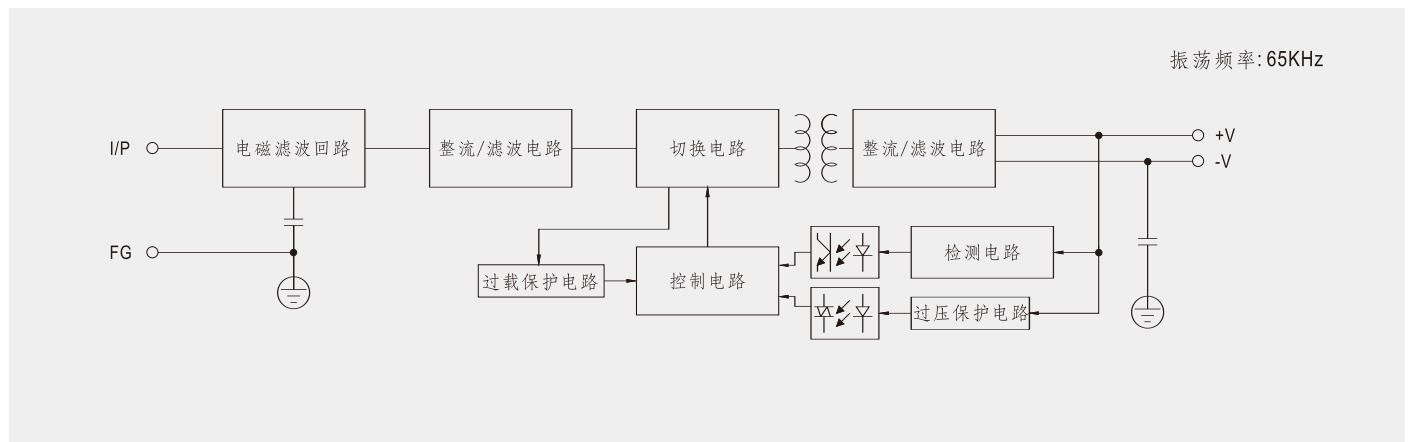 振荡频率: 65KHz
I/P
电磁滤波回路
整流/滤波电路
切换电路
整流/滤波电路
+V
-V
FG
过载保护电路
控制电路
检测电路
过压保护电路